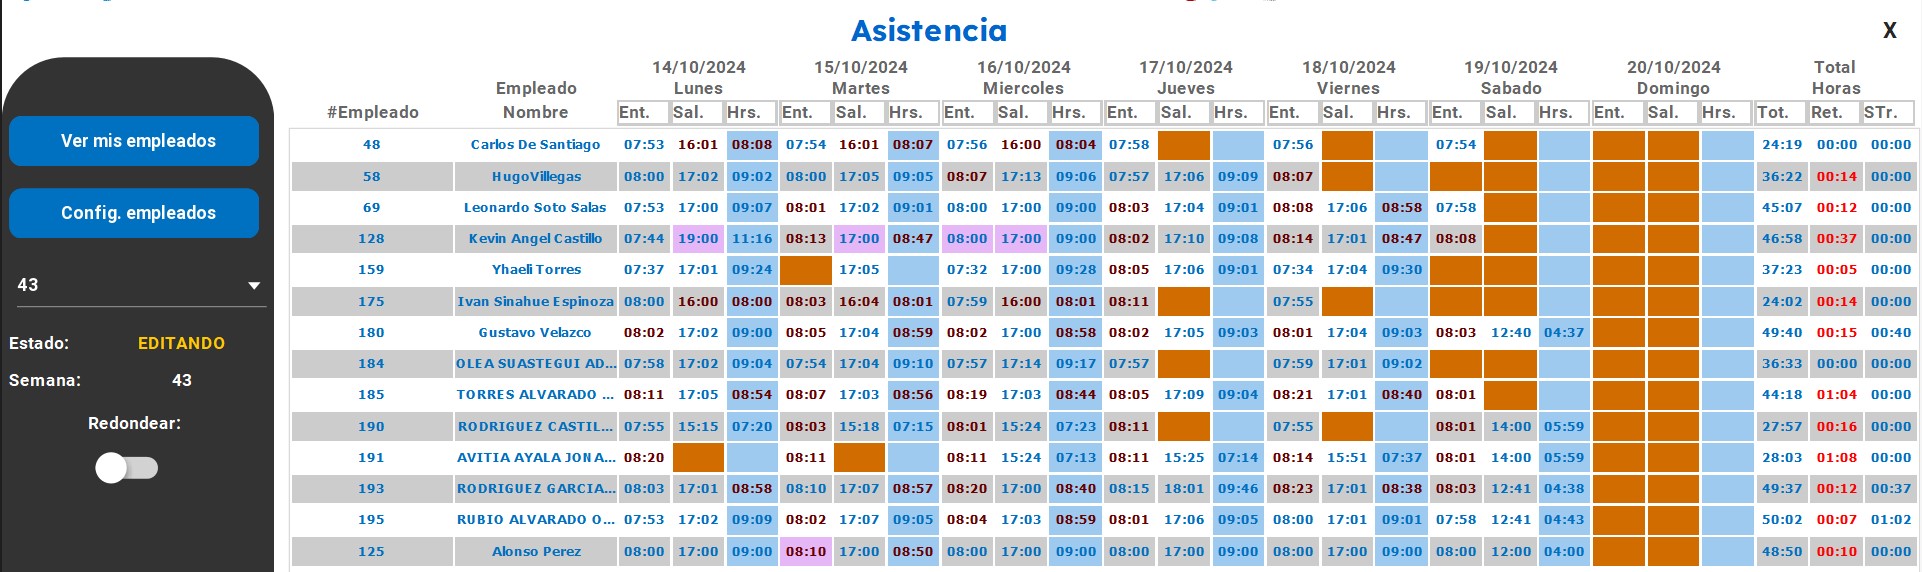 Asistencia
X
14/10/2024 15/10/2024 16/10/2024 17/10/2024 18/10/2024 19/10/2024 20/10/2024 Total
Empleado Lunes Martes Miercoles Jueves Viernes Sabado Domingo Horas
#Empleado Nombre Ent. Sal. Hrs. Ent. Sal. Hrs. Ent. Sal. Hrs. Ent. Sal. Hrs. Ent. Sal. Hrs. Ent. Sal. Hrs. Ent. Sal. Hrs. Tot. Ret. STr.
48 Carlos De Santiago 07:53 16:01 08:08 07:54 16:01 08:07 07:56 16:00 08:04 07:58 07:56 07:54 24:19 00:00 00:00
58 HugoVillegas 08:00 17:02 09:02 08:00 17:05 09:05 08:07 17:13 09:06 07:57 17:06 09:09 08:07 36:22 00:14 00:00
69 Leonardo Soto Salas 07:53 17:00 09:07 08:01 17:02 09:01 08:00 17:00 09:00 08:03 17:04 09:01 08:08 17:06 08:58 07:58 45:07 00:12 00:00
128 Kevin Angel Castillo 07:44 19:00 11:16 08:13 17:00 08:47 08:00 17:00 09:00 08:02 17:10 09:08 08:14 17:01 08:47 08:08 46:58 00:37 00:00
159 Yhaeli Torres 07:37 17:01 09:24 17:05 07:32 17:00 09:28 08:05 17:06 09:01 07:34 17:04 09:30 37:23 00:05 00:00
175 Ivan Sinahue Espinoza 08:00 16:00 08:00 08:03 16:04 08:01 07:59 16:00 08:01 08:11 07:55 24:02 00:14 00:00
180 Gustavo Velazco 08:02 17:02 09:00 08:05 17:04 08:59 08:02 17:00 08:58 08:02 17:05 09:03 08:01 17:04 09:03 08:03 12:40 04:37 49:40 00:15 00:40
184 OLEA SUASTEGUI AD... 07:58 17:02 09:04 07:54 17:04 09:10 07:57 17:14 09:17 07:57 07:59 17:01 09:02 36:33 00:00 00:00
185 TORRES ALVARADO ... 08:11 17:05 08:54 08:07 17:03 08:56 08:19 17:03 08:44 08:05 17:09 09:04 08:21 17:01 08:40 08:01 44:18 01:04 00:00
190 RODRIGUEZ CASTIL... 07:55 15:15 07:20 08:03 15:18 07:15 08:01 15:24 07:23 08:11 07:55 08:01 14:00 05:59 27:57 00:16 00:00
191 AVITIA AYALA JONA... 08:20 08:11 08:11 15:24 07:13 08:11 15:25 07:14 08:14 15:51 07:37 08:01 14:00 05:59 28:03 01:08 00:00
193 RODRIGUEZ GARCIA... 08:03 17:01 08:58 08:10 17:07 08:57 08:20 17:00 08:40 08:15 18:01 09:46 08:23 17:01 08:38 08:03 12:41 04:38 49:37 00:12 00:37
195 RUBIO ALVARADO O... 07:53 17:02 09:09 08:02 17:07 09:05 08:04 17:03 08:59 08:01 17:06 09:05 08:00 17:01 09:01 07:58 12:41 04:43 50:02 00:07 01:02
125 Alonso Perez 08:00 17:00 09:00 08:10 17:00 08:50 08:00 17:00 09:00 08:00 17:00 09:00 08:00 17:00 09:00 08:00 12:00 04:00 48:50 00:10 00:00
Ver mis empleados
Config. empleados
43
Estado: EDITANDO
Semana: 43
Redondear: